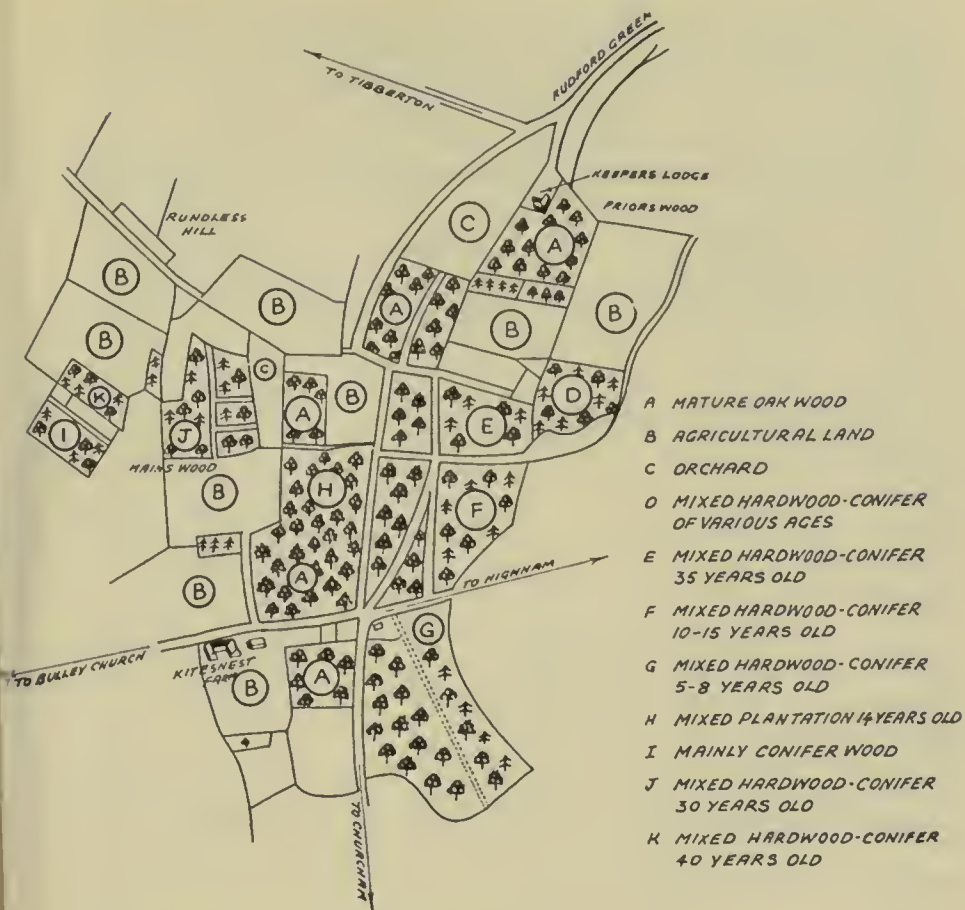 TO TIBBERTON
RUDFORD GREEN
KEEPERS LODGE
PRIORSWOOD
RUNDLESS
HILL
C
A
B
B
B
A
B
B
C
A
B
K
D
E
I
J
MAINS WOOD
B
H
F
A
B
TO HIGHNAM
G
TO BULLEY CHURCH
KITESNEST
FARM
B
A
TO CHURCHAM
A MATURE OAK WOOD
B AGRICULTURAL LAND
C ORCHARD
D MIXED HARDWOOD-CONIFER
OF VARIOUS AGES
E MIXED HARDWOOD-CONIFER
35 YEARS OLD
F MIXED HARDWOOD-CONIFER
10-15 YEARS OLD
G MIXED HARDWOOD-CONIFER
5-8 YEARS OLD
H MIXED PLANTATION 14 YEARS OLD
I MAINLY CONIFER WOOD
J MIXED HARDWOOD-CONIFER
30 YEARS OLD
K MIXED HARDWOOD-CONIFER
40 YEARS OLD